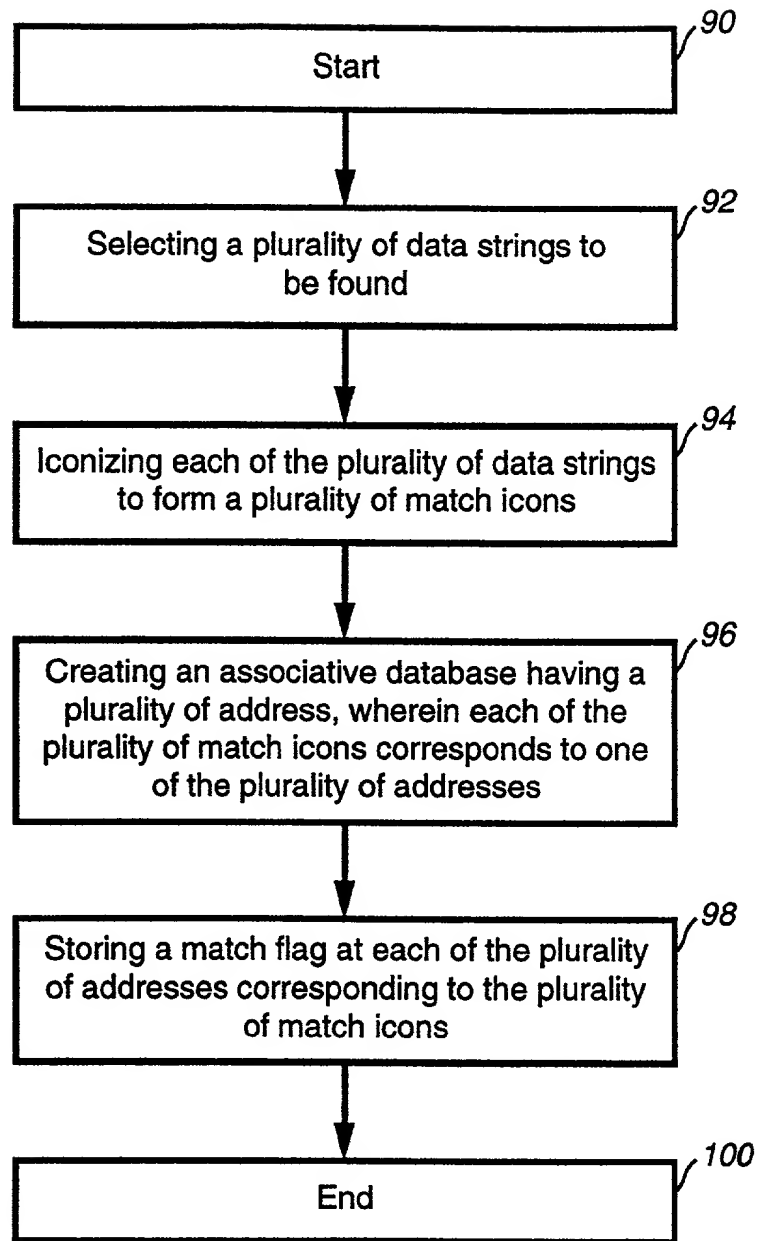 90
Start
92
Selecting a plurality of data strings to
be found
94
Iconizing each of the plurality of data strings
to form a plurality of match icons
96
Creating an associative database having a
plurality of address, wherein each of the
plurality of match icons corresponds to one
of the plurality of addresses
98
Storing a match flag at each of the plurality
of addresses corresponding to the plurality
of match icons
100
End